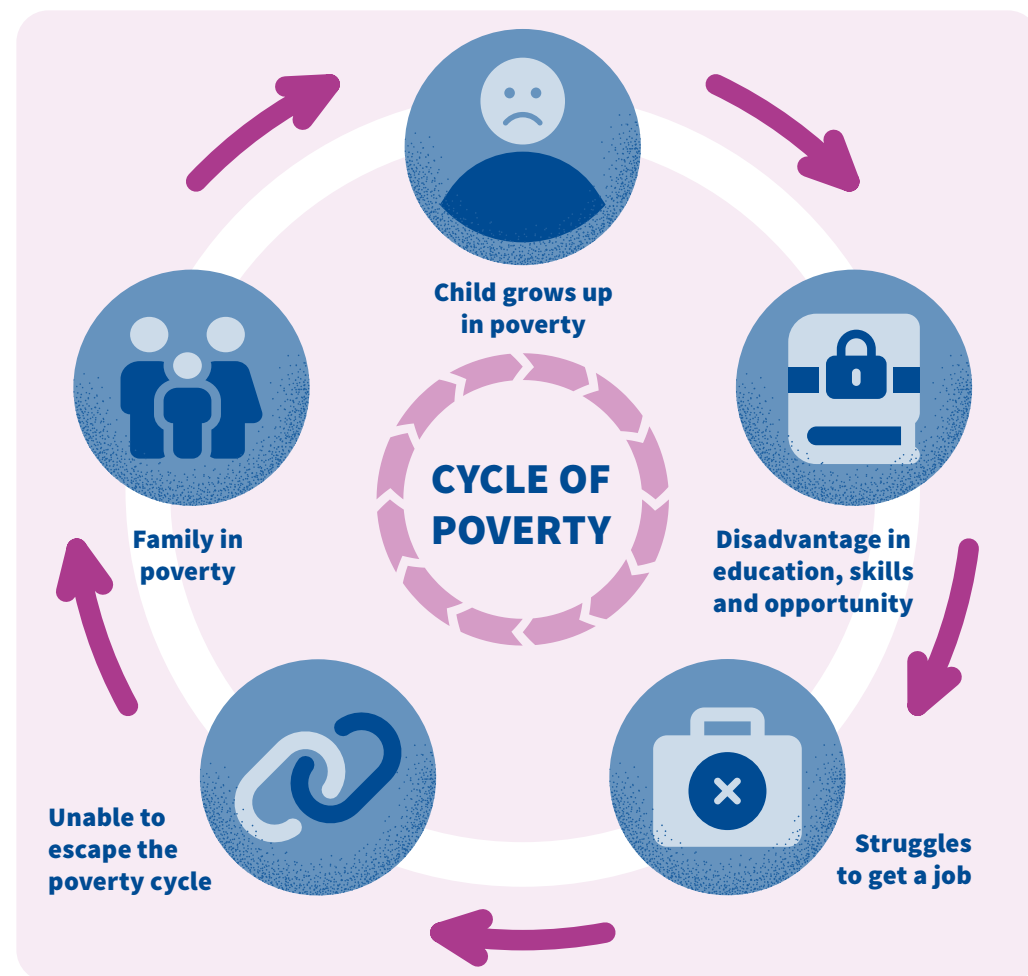 Child grows up
in poverty
CYCLE OF
POVERTY
Disadvantage in
education, skills
and opportunity
Struggles
to get a job
Unable to
escape the
poverty cycle
Family in
poverty